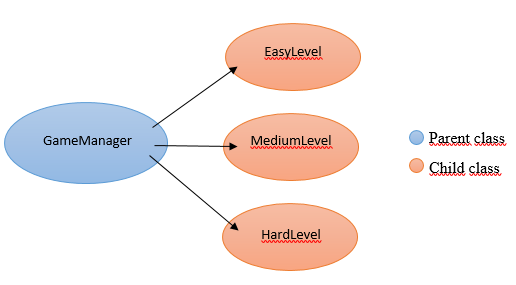 EasyLevel
GameManager
MediumLevel
HardLevel
Parent class
Child class